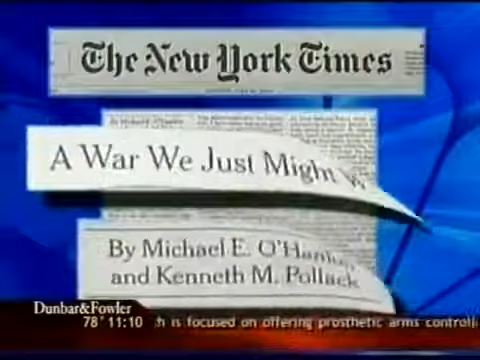 The New York Times
A War We Just Might W
By Michael E. O'Han
and Kenneth M. Pollack
Dunbar&Fowler
78° 11:10 h is focused on offering prosthetic arms controll